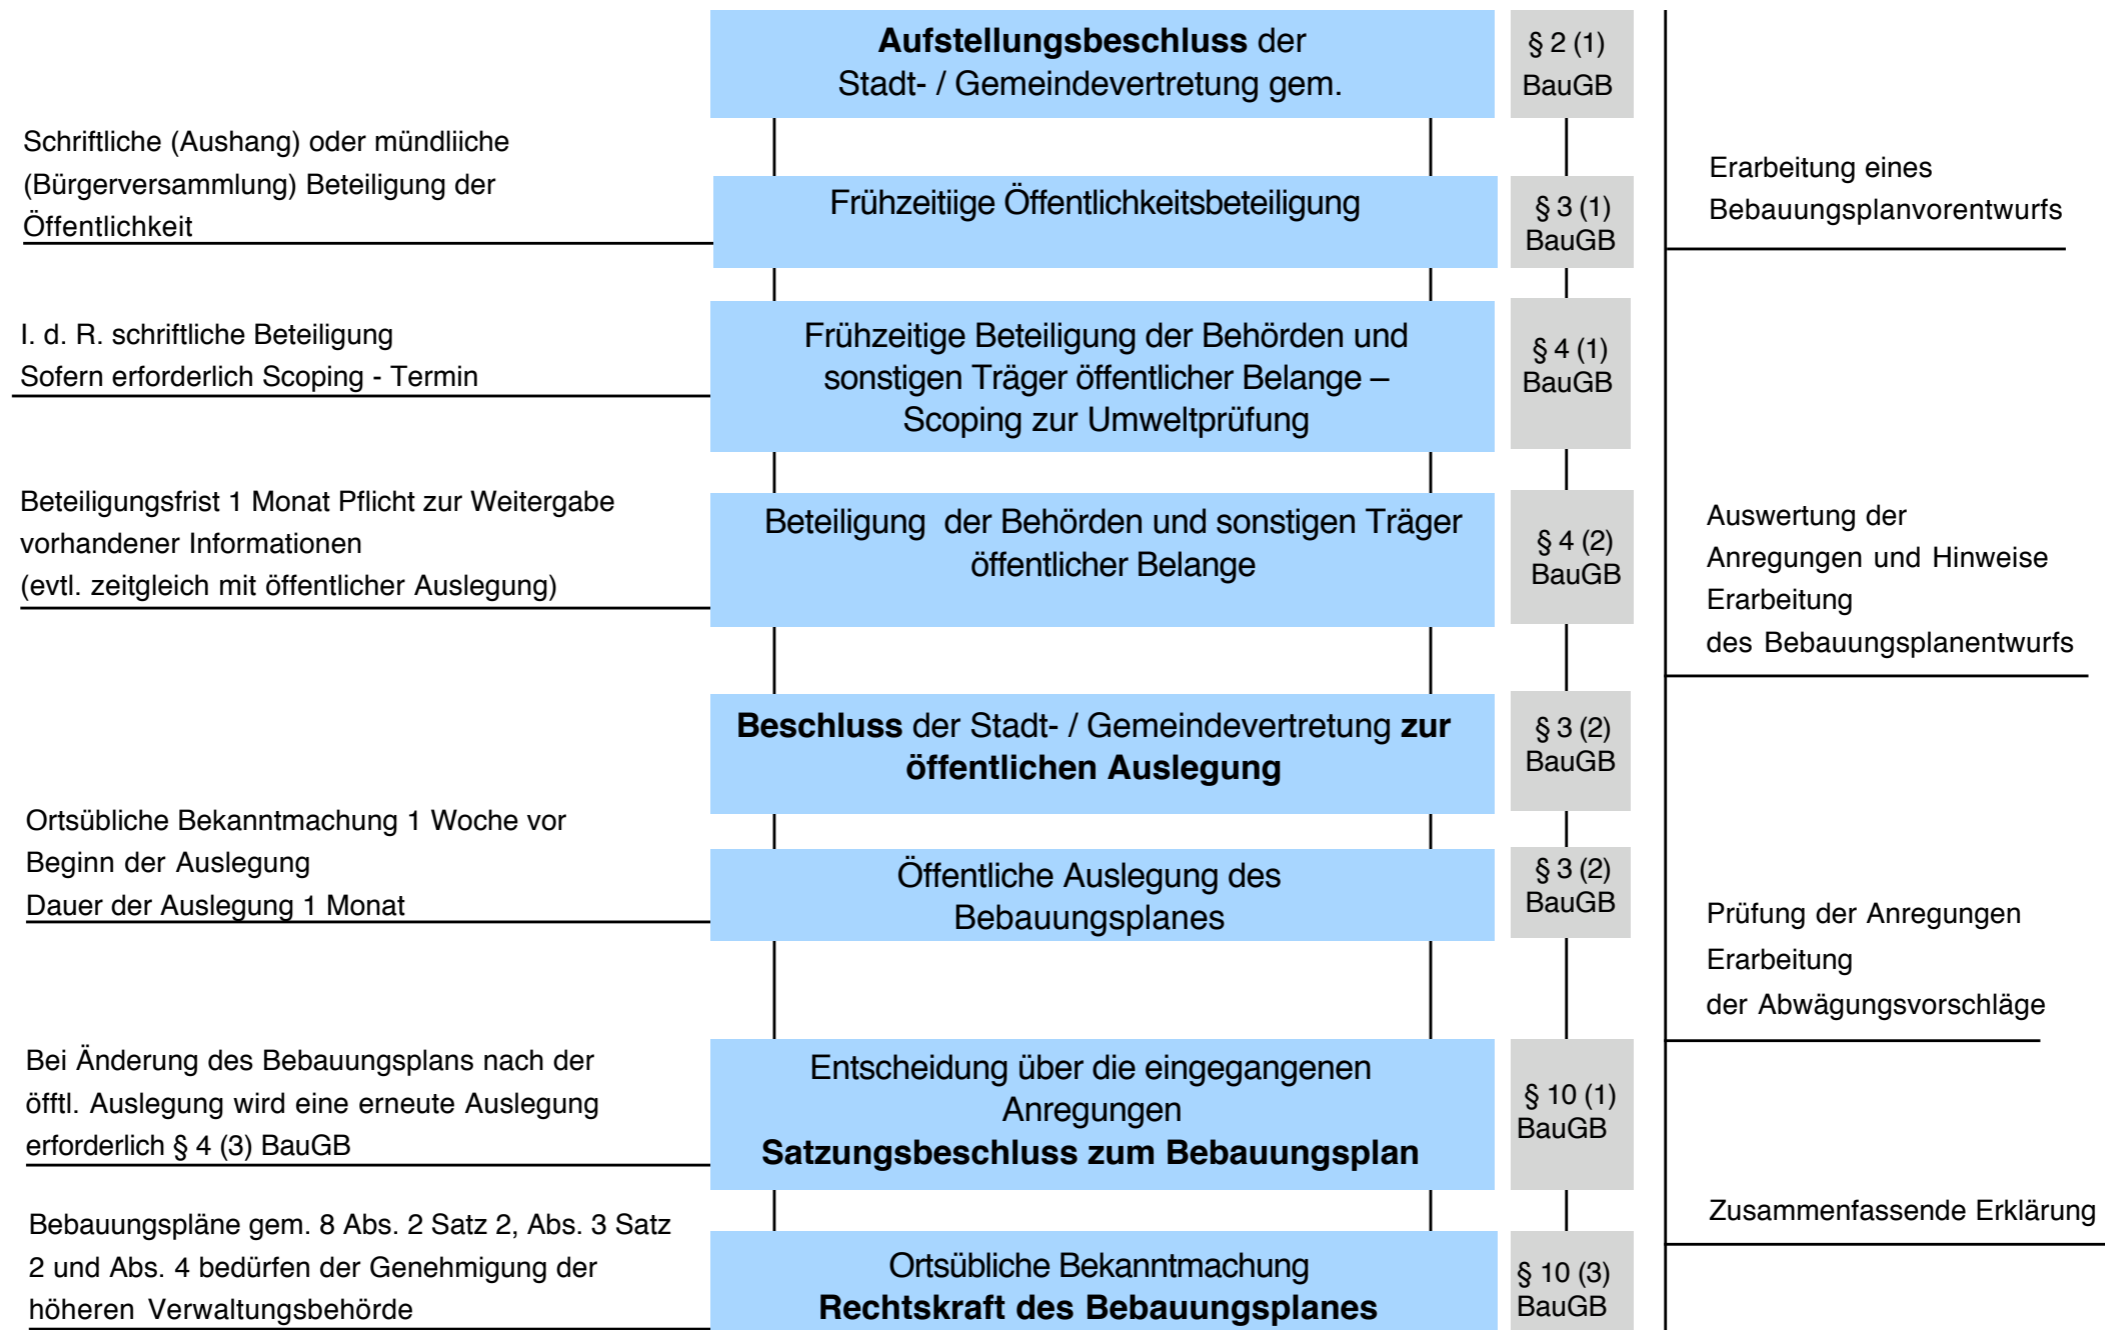 Aufstellungsbeschluss der
Stadt- / Gemeindevertretung gem.
§ 2 (1)
BauGB
Schriftliche (Aushang) oder mündliiche
(Bürgerversammlung) Beteiligung der
Öffentlichkeit
Frühzeitiige Öffentlichkeitsbeteiligung
§ 3 (1)
BauGB
Erarbeitung eines
Bebauungsplanvorentwurfs
I. d. R. schriftliche Beteiligung
Sofern erforderlich Scoping - Termin
Frühzeitige Beteiligung der Behörden und
sonstigen Träger öffentlicher Belange –
Scoping zur Umweltprüfung
§ 4 (1)
BauGB
Beteiligungsfrist 1 Monat Pflicht zur Weitergabe
vorhandener Informationen
(evtl. zeitgleich mit öffentlicher Auslegung)
Beteiligung der Behörden und sonstigen Träger
öffentlicher Belange
§ 4 (2)
BauGB
Auswertung der
Anregungen und Hinweise
Erarbeitung
des Bebauungsplanentwurfs
Beschluss der Stadt- / Gemeindevertretung zur
öffentlichen Auslegung
§ 3 (2)
BauGB
Ortsübliche Bekanntmachung 1 Woche vor
Beginn der Auslegung
Dauer der Auslegung 1 Monat
Öffentliche Auslegung des
Bebauungsplanes
§ 3 (2)
BauGB
Prüfung der Anregungen
Erarbeitung
der Abwägungsvorschläge
Bei Änderung des Bebauungsplans nach der
öfftl. Auslegung wird eine erneute Auslegung
erforderlich § 4 (3) BauGB
Entscheidung über die eingegangenen
Anregungen
Satzungsbeschluss zum Bebauungsplan
§ 10 (1)
BauGB
Zusammenfassende Erklärung
Bebauungspläne gem. 8 Abs. 2 Satz 2, Abs. 3 Satz
2 und Abs. 4 bedürfen der Genehmigung der
höheren Verwaltungsbehörde
Ortsübliche Bekanntmachung
Rechtskraft des Bebauungsplanes
§ 10 (3)
BauGB